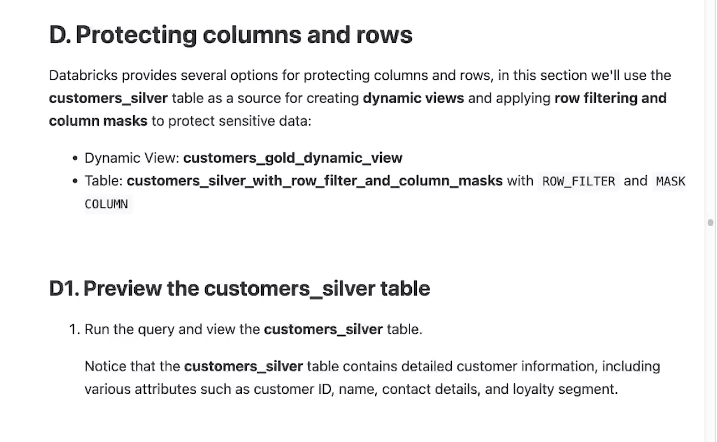 D. Protecting columns and rows
Databricks provides several options for protecting columns and rows, in this section we'll use the
customers_silver table as a source for creating dynamic views and applying row filtering and
column masks to protect sensitive data:
• Dynamic View: customers_gold_dynamic_view
• Table: customers_silver_with_row_filter_and_column_masks with ROW_FILTER and MASK
COLUMN
D1. Preview the customers_silver table
1. Run the query and view the customers_silver table.
Notice that the customers_silver table contains detailed customer information, including
various attributes such as customer ID, name, contact details, and loyalty segment.